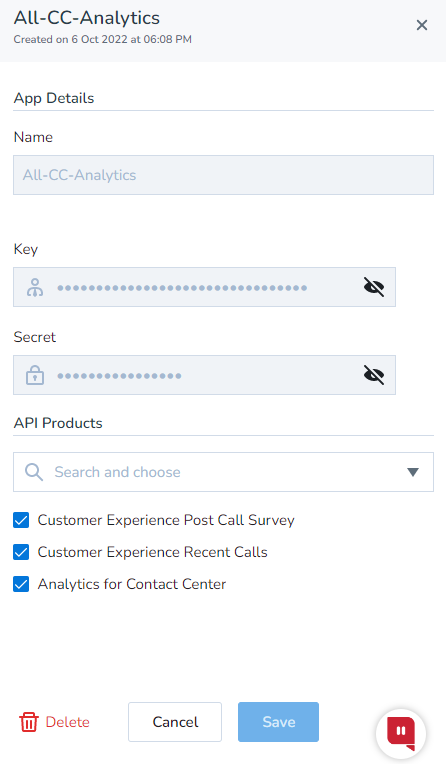 All-CC-Analytics
Created on 6 Oct 2022 at 06:08 PM
App Details
Name
All-CC-Analytics
Key
••••••••••••••••••••••••••••••••
Secret
••••••••••••••••
API Products
Search and choose
Customer Experience Post Call Survey
Customer Experience Recent Calls
Analytics for Contact Center
Delete
Cancel
Save